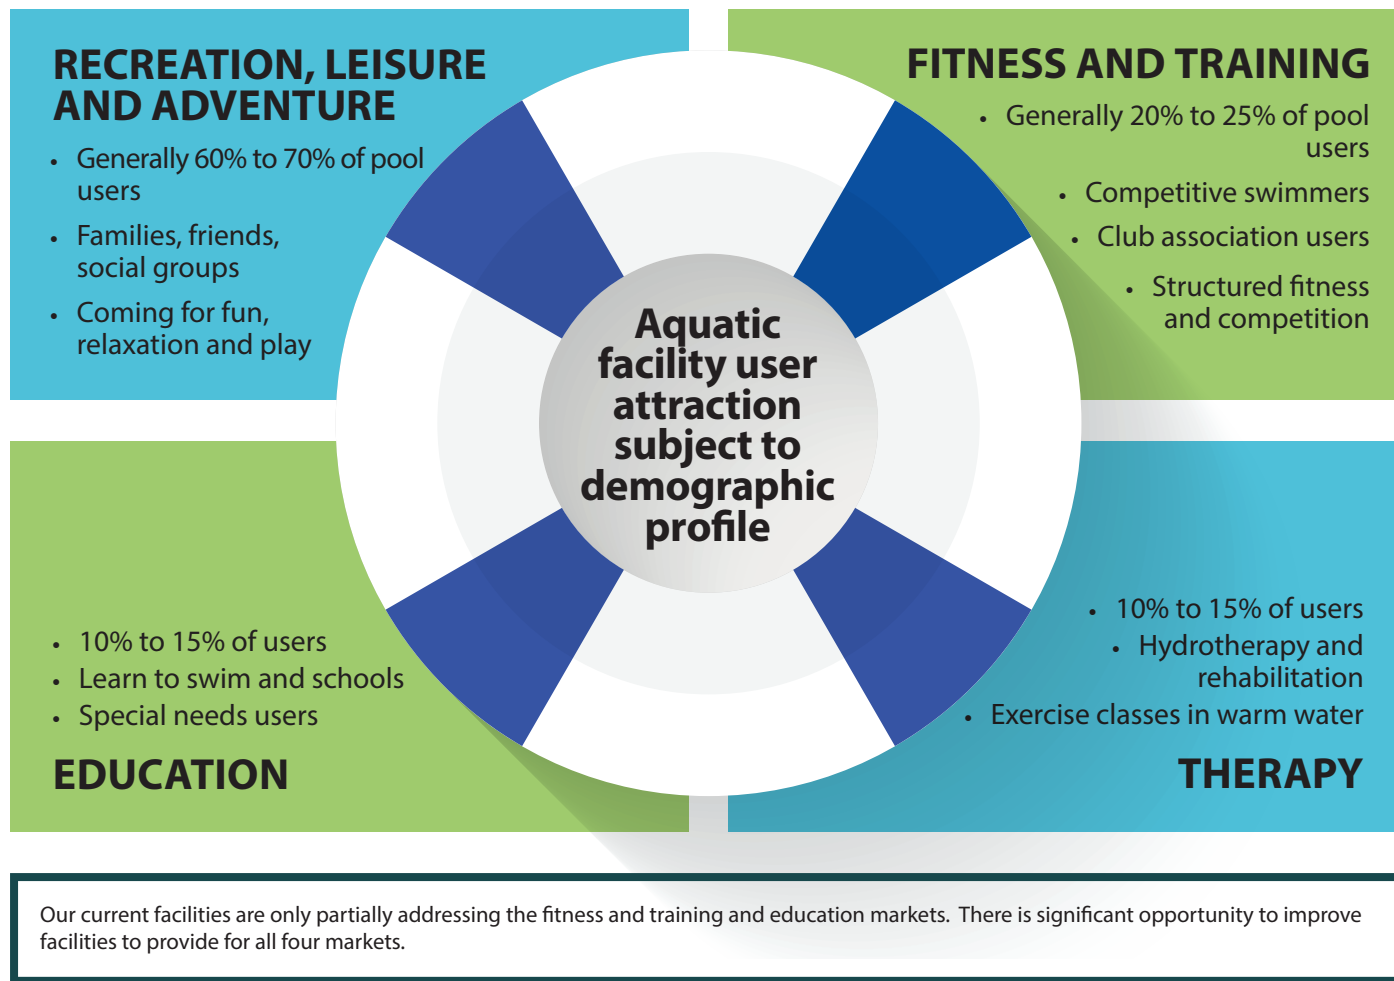 RECREATION, LEISURE
AND ADVENTURE
• Generally 60% to 70% of pool
users
• Families, friends,
social groups
• Coming for fun,
relaxation and play
FITNESS AND TRAINING
• Generally 20% to 25% of pool
users
• Competitive swimmers
• Club association users
• Structured fitness
and competition
Aquatic
facility user
attraction
subject to
demographic
profile
• 10% to 15% of users
• Learn to swim and schools
• Special needs users
EDUCATION
• 10% to 15% of users
• Hydrotherapy and
rehabilitation
• Exercise classes in warm water
THERAPY
Our current facilities are only partially addressing the fitness and training and education markets.  There is significant opportunity to improve
facilities to provide for all four markets.